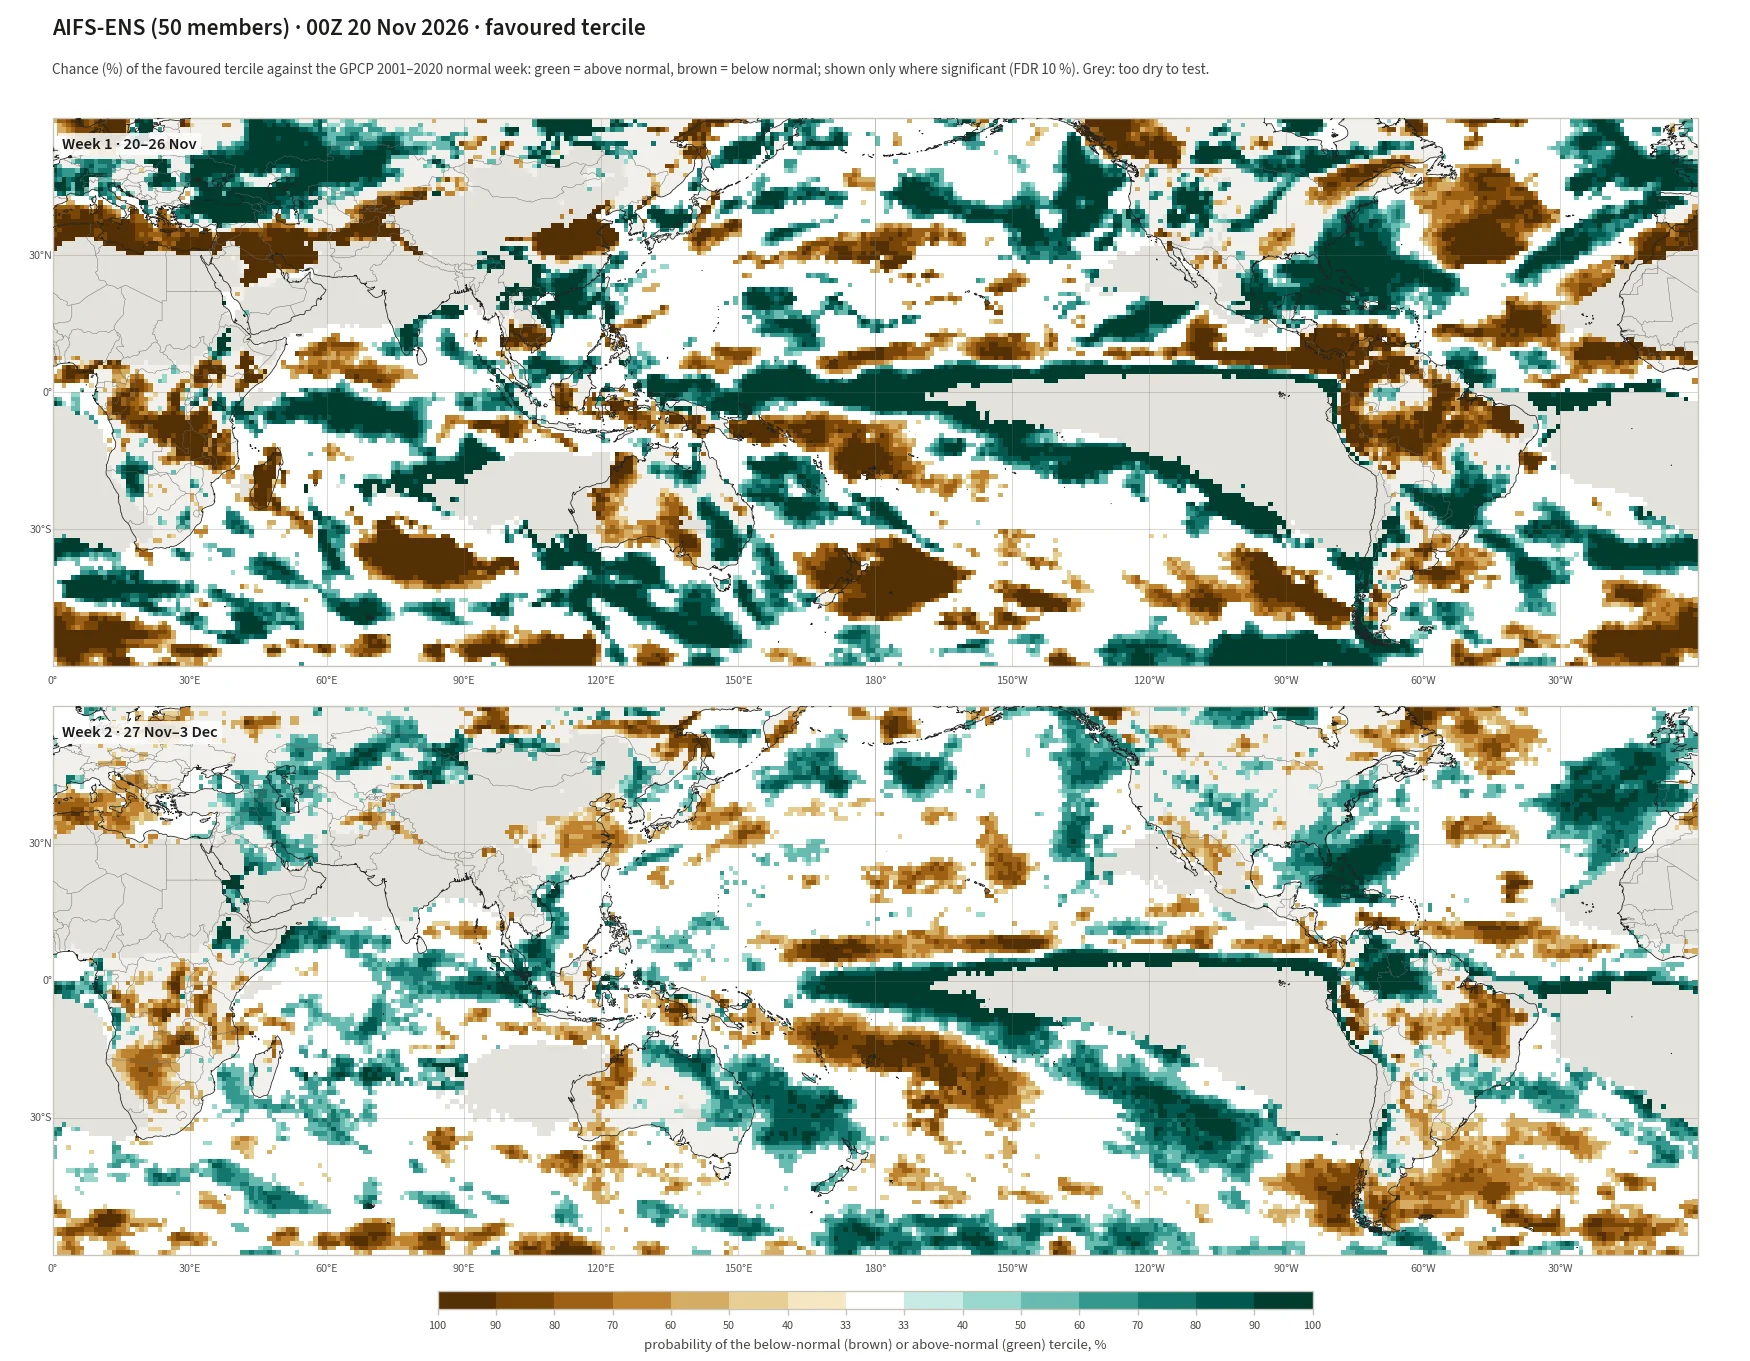 AIFS-ENS (50 members) · 00Z 20 Nov 2026 · favoured tercile
Chance (%) of the favoured tercile against the GPCP 2001–2020 normal week: green = above normal, brown = below normal; shown only where significant (FDR 10 %). Grey: too dry to test.
Week 1 · 20–26 Nov
30°N
0°
30°S
0° 30°E 60°E 90°E 120°E 150°E 180° 150°W 120°W 90°W 60°W 30°W
Week 2 · 27 Nov–3 Dec
30°N
0°
30°S
0° 30°E 60°E 90°E 120°E 150°E 180° 150°W 120°W 90°W 60°W 30°W
100 90 80 70 60 50 40 33 33 40 50 60 70 80 90 100
probability of the below-normal (brown) or above-normal (green) tercile, %